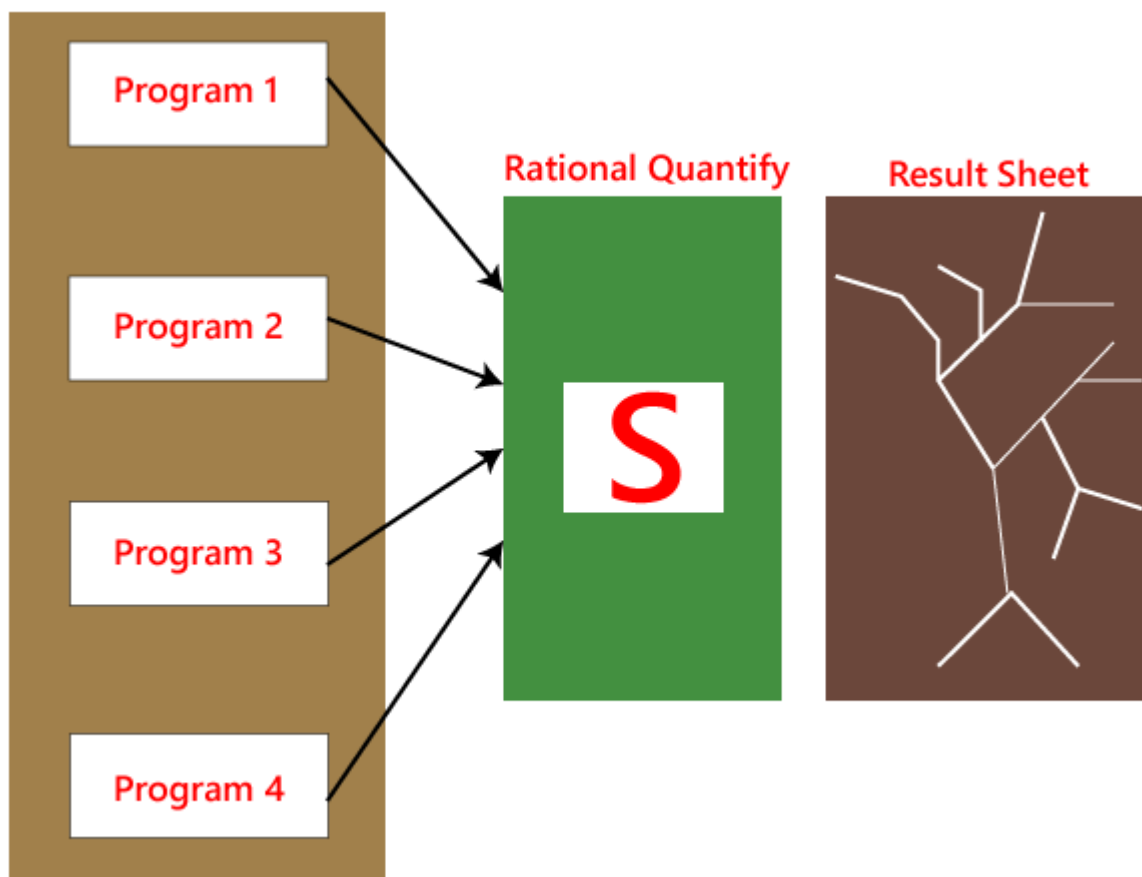 Program 1
Rational Quantify
Result Sheet
Program 2
S
Program 3
Program 4